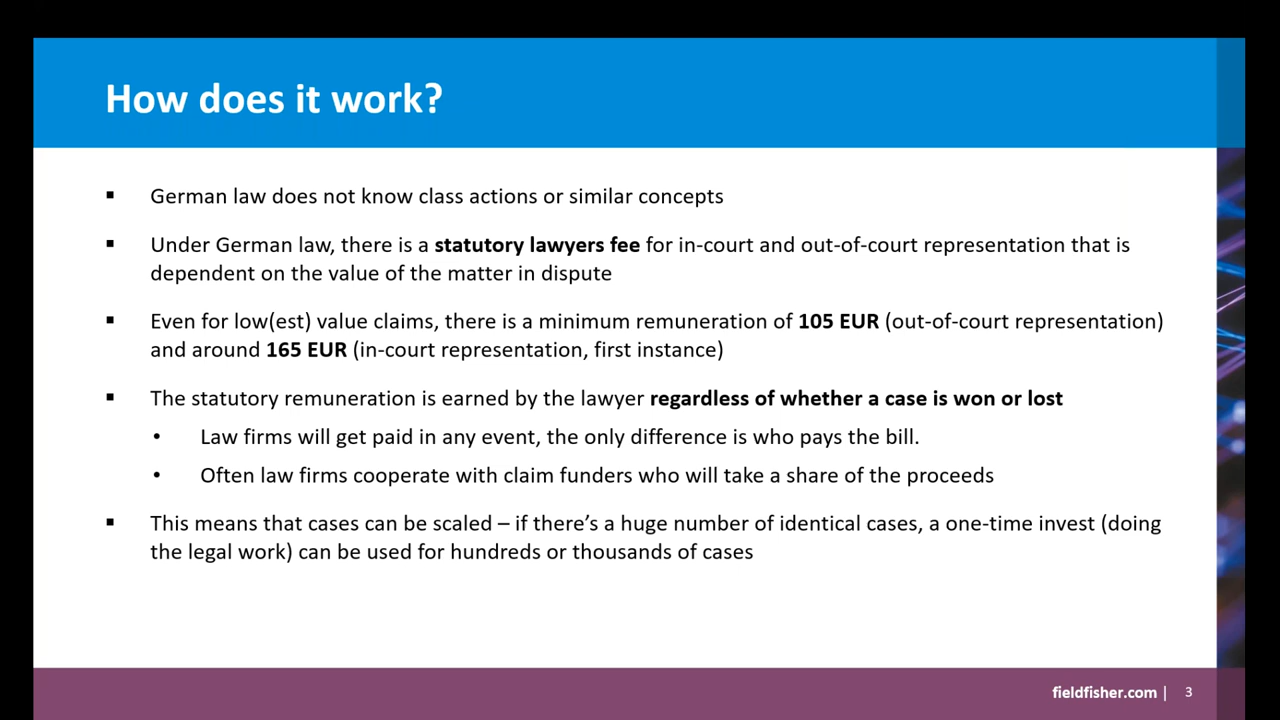 How does it work?
▪ German law does not know class actions or similar concepts
▪ Under German law, there is a statutory lawyers fee for in-court and out-of-court representation that is
dependent on the value of the matter in dispute
▪ Even for low(est) value claims, there is a minimum remuneration of 105 EUR (out-of-court representation)
and around 165 EUR (in-court representation, first instance)
▪ The statutory remuneration is earned by the lawyer regardless of whether a case is won or lost
• Law firms will get paid in any event, the only difference is who pays the bill.
• Often law firms cooperate with claim funders who will take a share of the proceeds
▪ This means that cases can be scaled – if there's a huge number of identical cases, a one-time invest (doing
the legal work) can be used for hundreds or thousands of cases
fieldfisher.com | 3